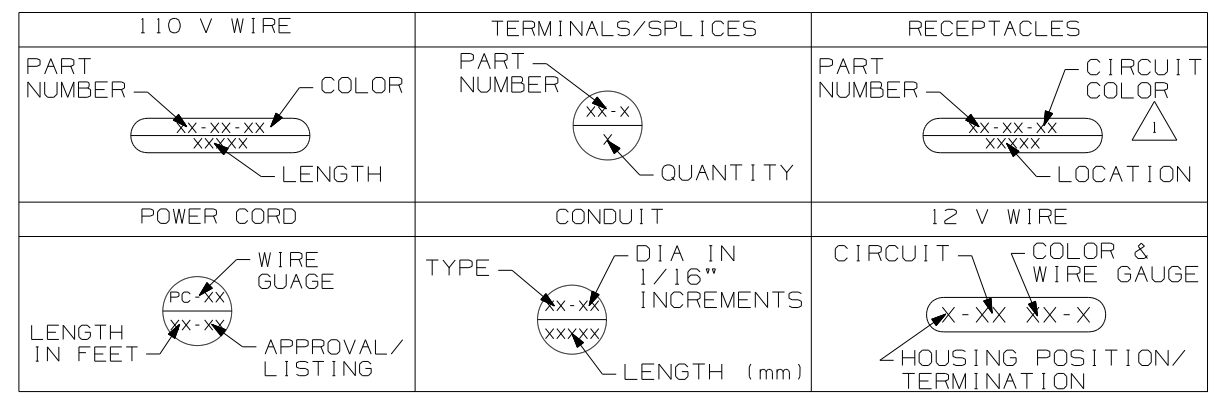 110 V WIRE
PART
NUMBER
COLOR
XX-XX-XX
XXXXX
LENGTH
TERMINALS/SPLICES
PART
NUMBER
XX-X
X
QUANTITY
RECEPTACLES
PART
NUMBER
CIRCUIT
COLOR
1
XX-XX-XX
XXXXX
LOCATION
POWER CORD
WIRE
GUAGE
PC-XX
XX-XX
LENGTH
IN FEET
APPROVAL/
LISTING
CONDUIT
TYPE
DIA IN
1/16"
INCREMENTS
XX-XX
XXXXX
LENGTH (mm)
12 V WIRE
CIRCUIT
COLOR &
WIRE GAUGE
X-XX XX-X
HOUSING POSITION/
TERMINATION